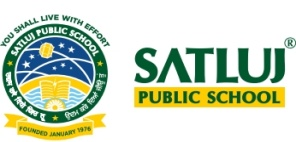 YOU SHALL LIVE WITH EFFORT
SATLUJ PUBLIC SCHOOL
FOUNDED JANUARY 1976
SATLUJ®
PUBLIC SCHOOL